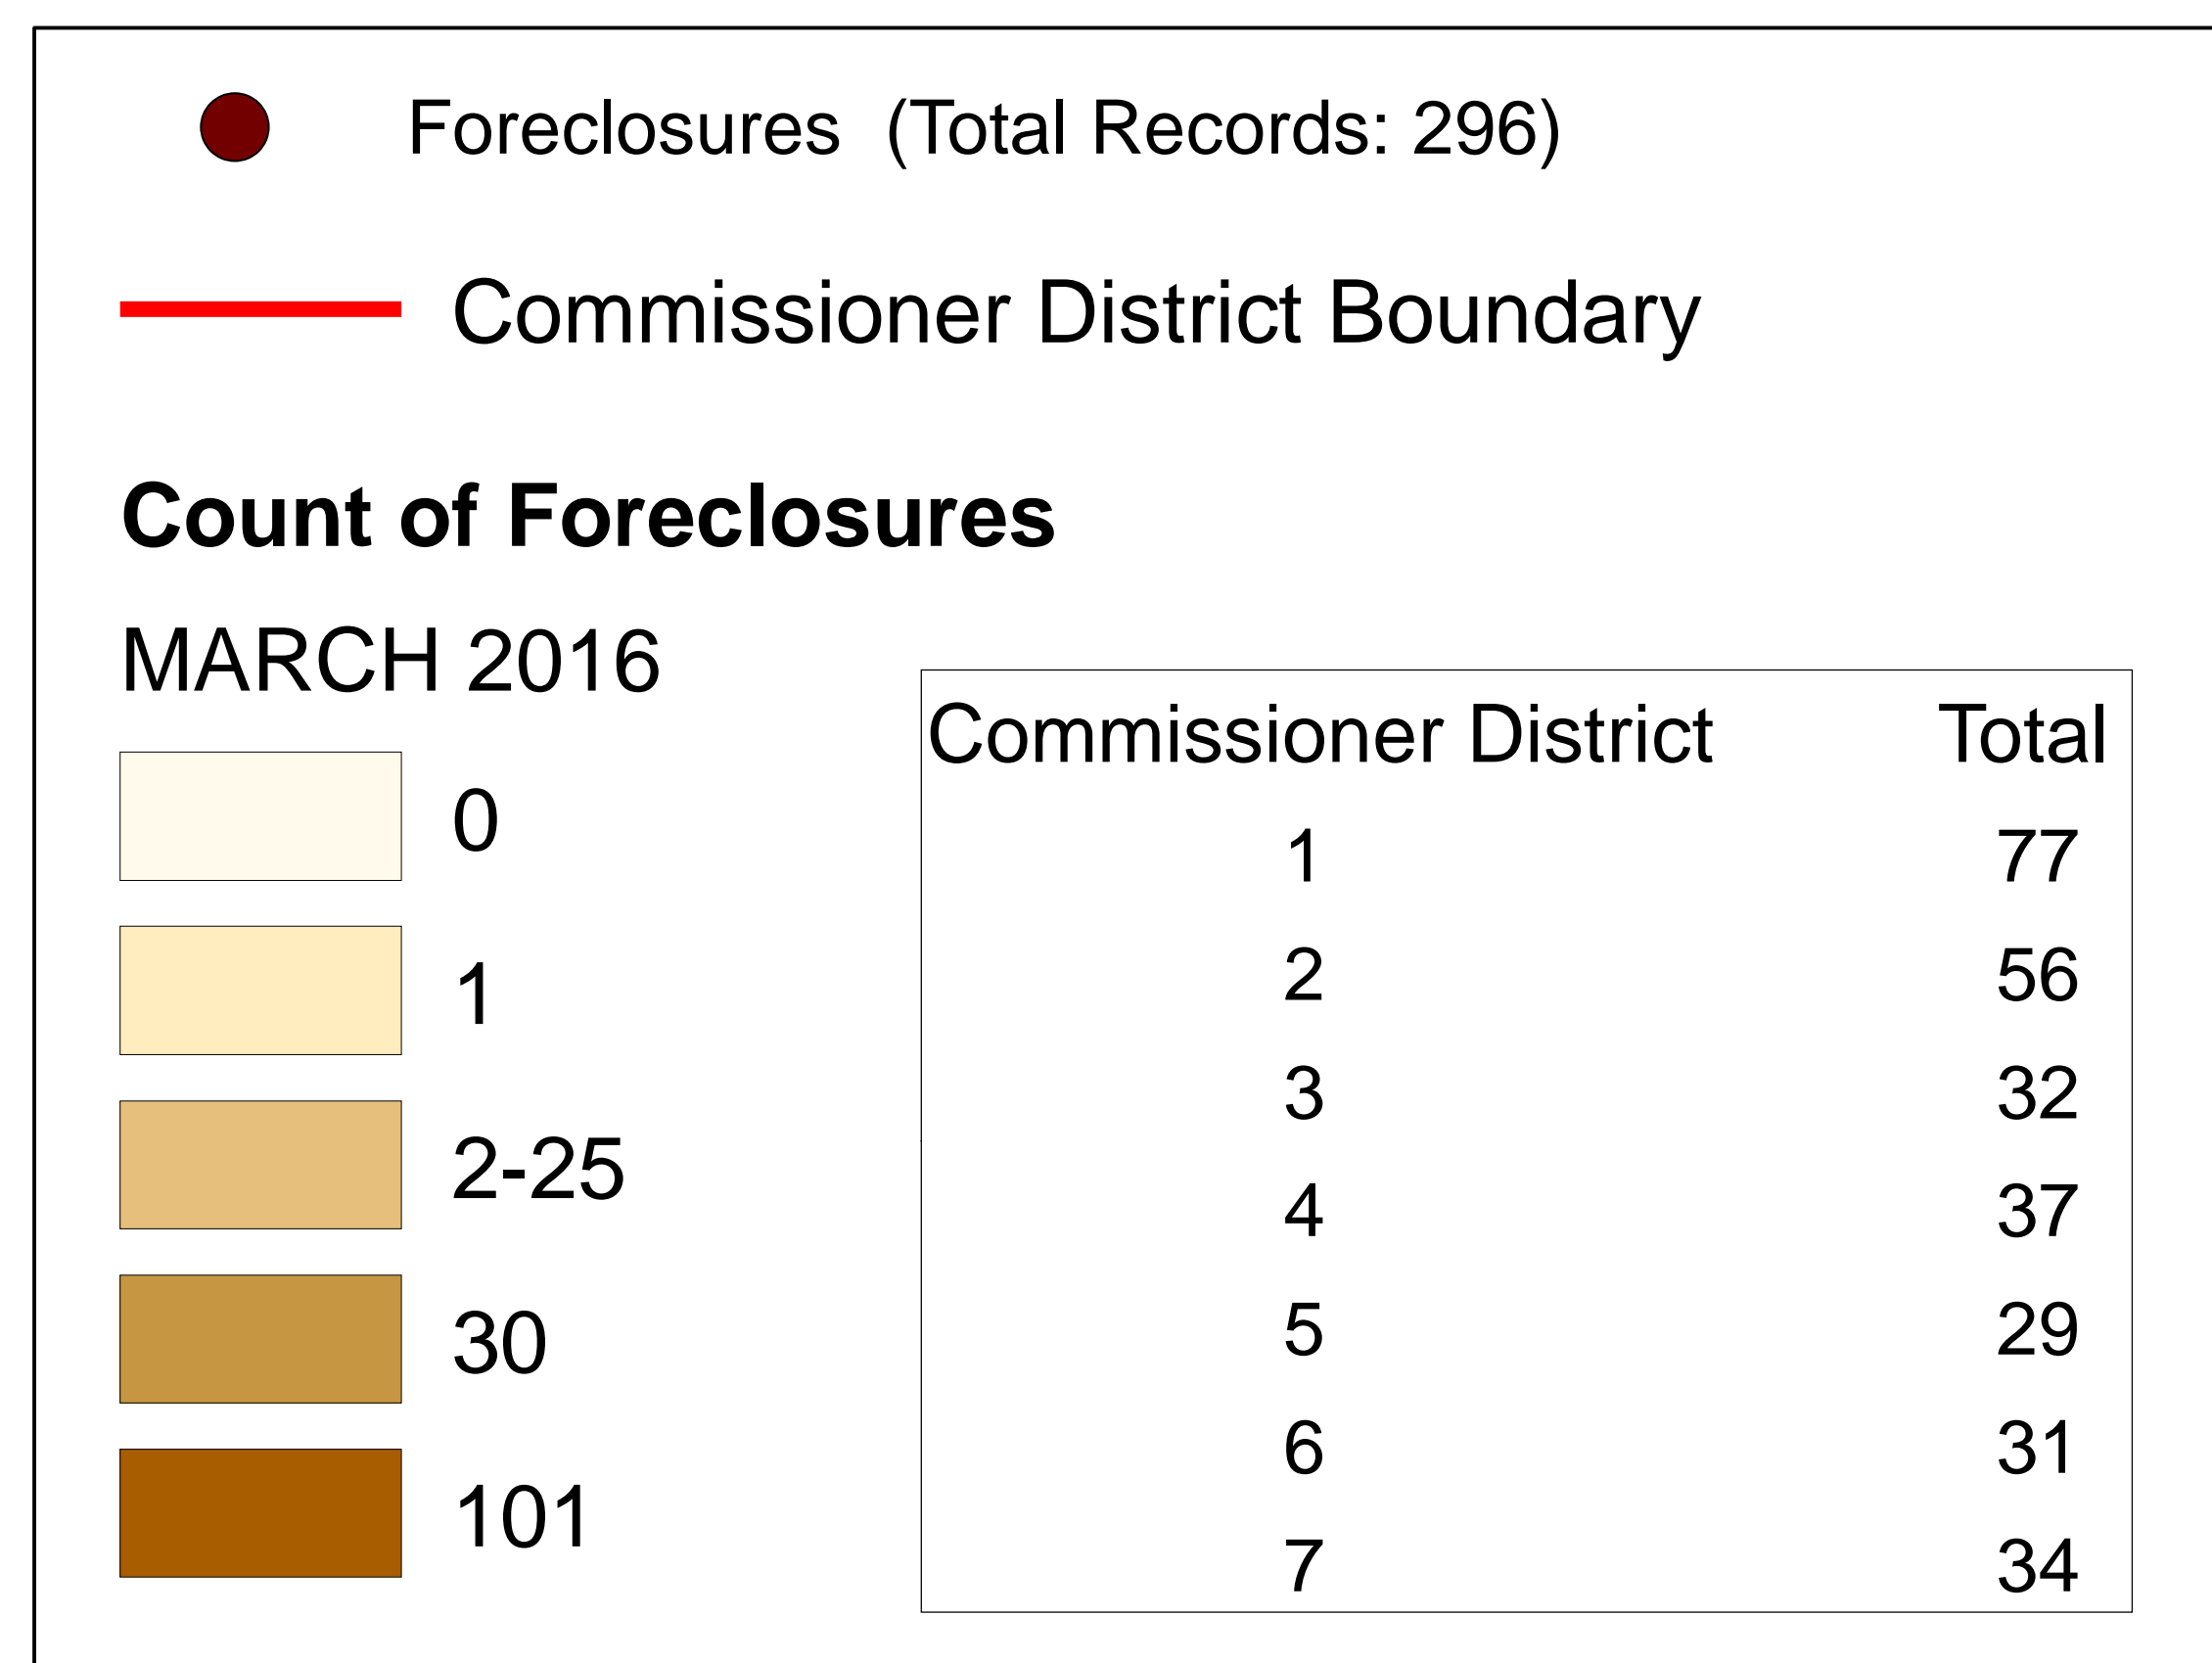 Foreclosures (Total Records: 296)
Commissioner District Boundary
Count of Foreclosures
MARCH 2016
0
1
2-25
30
101
Commissioner District Total
1 77
2 56
3 32
4 37
5 29
6 31
7 34